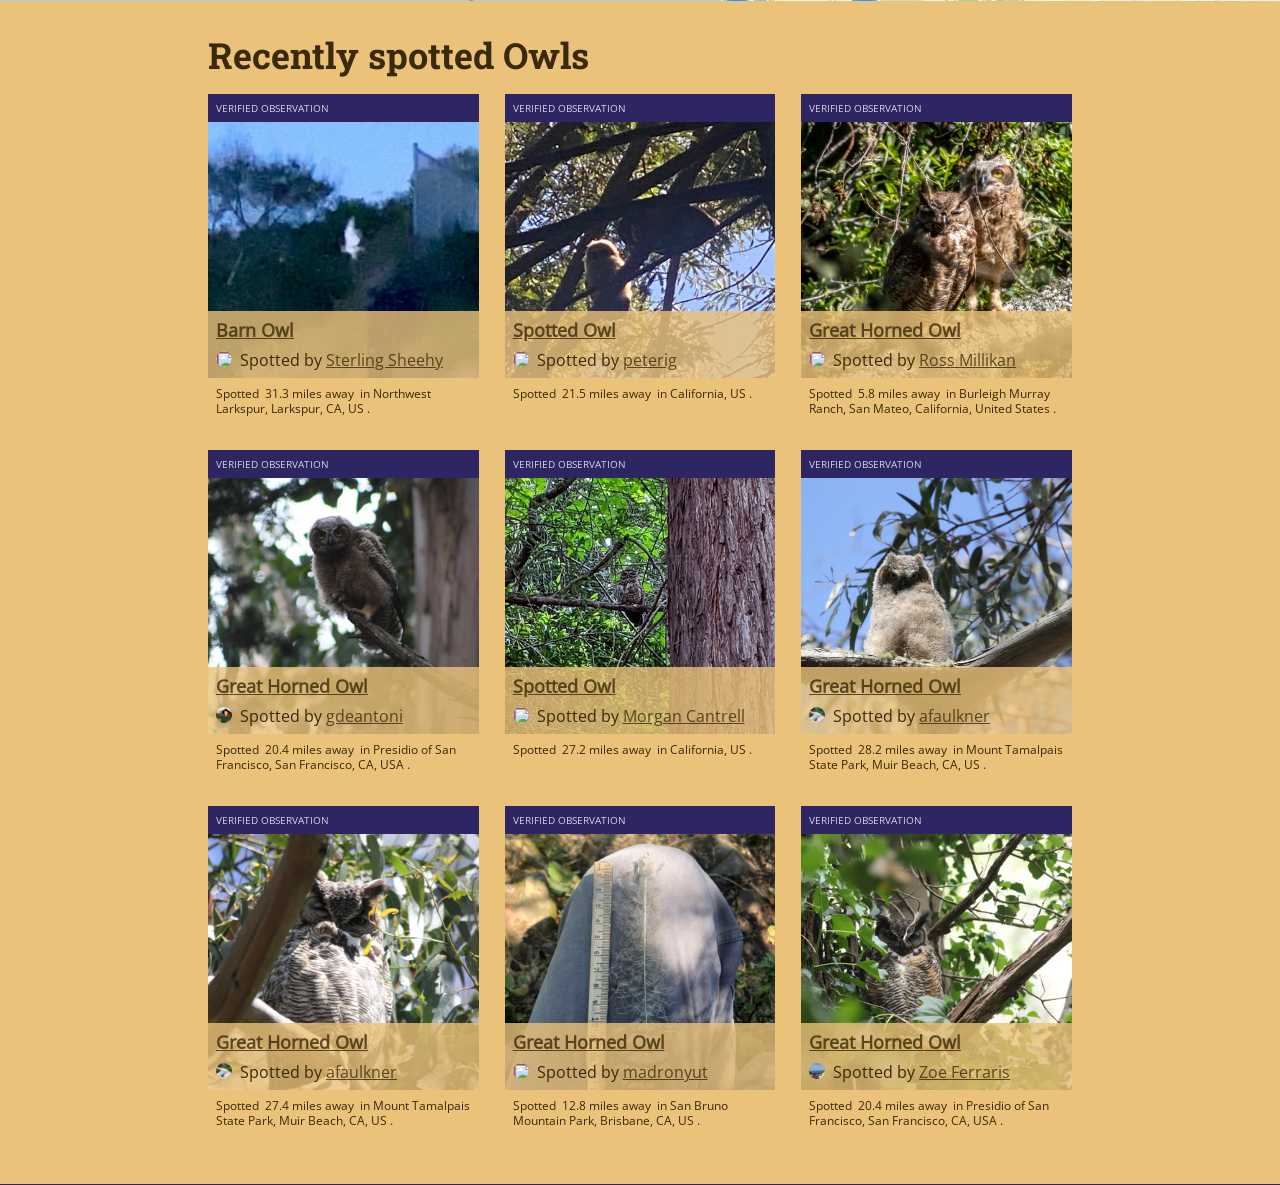 Recently spotted Owls
VERIFIED OBSERVATION
Barn Owl
Spotted by Sterling Sheehy
Spotted 31.3 miles away in Northwest
Larkspur, Larkspur, CA, US .
VERIFIED OBSERVATION
Spotted Owl
Spotted by peterig
Spotted 21.5 miles away in California, US .
VERIFIED OBSERVATION
Great Horned Owl
Spotted by Ross Millikan
Spotted 5.8 miles away in Burleigh Murray
Ranch, San Mateo, California, United States .
VERIFIED OBSERVATION
Great Horned Owl
Spotted by gdeantoni
Spotted 20.4 miles away in Presidio of San
Francisco, San Francisco, CA, USA .
VERIFIED OBSERVATION
Spotted Owl
Spotted by Morgan Cantrell
Spotted 27.2 miles away in California, US .
VERIFIED OBSERVATION
Great Horned Owl
Spotted by afaulkner
Spotted 28.2 miles away in Mount Tamalpais
State Park, Muir Beach, CA, US .
VERIFIED OBSERVATION
Great Horned Owl
Spotted by afaulkner
Spotted 27.4 miles away in Mount Tamalpais
State Park, Muir Beach, CA, US .
VERIFIED OBSERVATION
Great Horned Owl
Spotted by madronyut
Spotted 12.8 miles away in San Bruno
Mountain Park, Brisbane, CA, US .
VERIFIED OBSERVATION
Great Horned Owl
Spotted by Zoe Ferraris
Spotted 20.4 miles away in Presidio of San
Francisco, San Francisco, CA, USA .